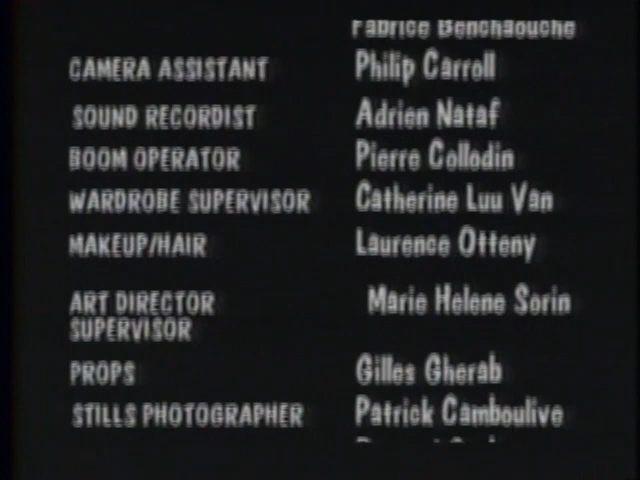 Fabrice Benchaouche
CAMERA ASSISTANT Philip Carroll
SOUND RECORDIST Adrien Nataf
BOOM OPERATOR Pierre Collodin
WARDROBE SUPERVISOR Catherine Luu Van
MAKEUP/HAIR Laurence Otteny
ART DIRECTOR Marie Helene Sorin
SUPERVISOR
PROPS Gilles Gherab
STILLS PHOTOGRAPHER Patrick Camboulive